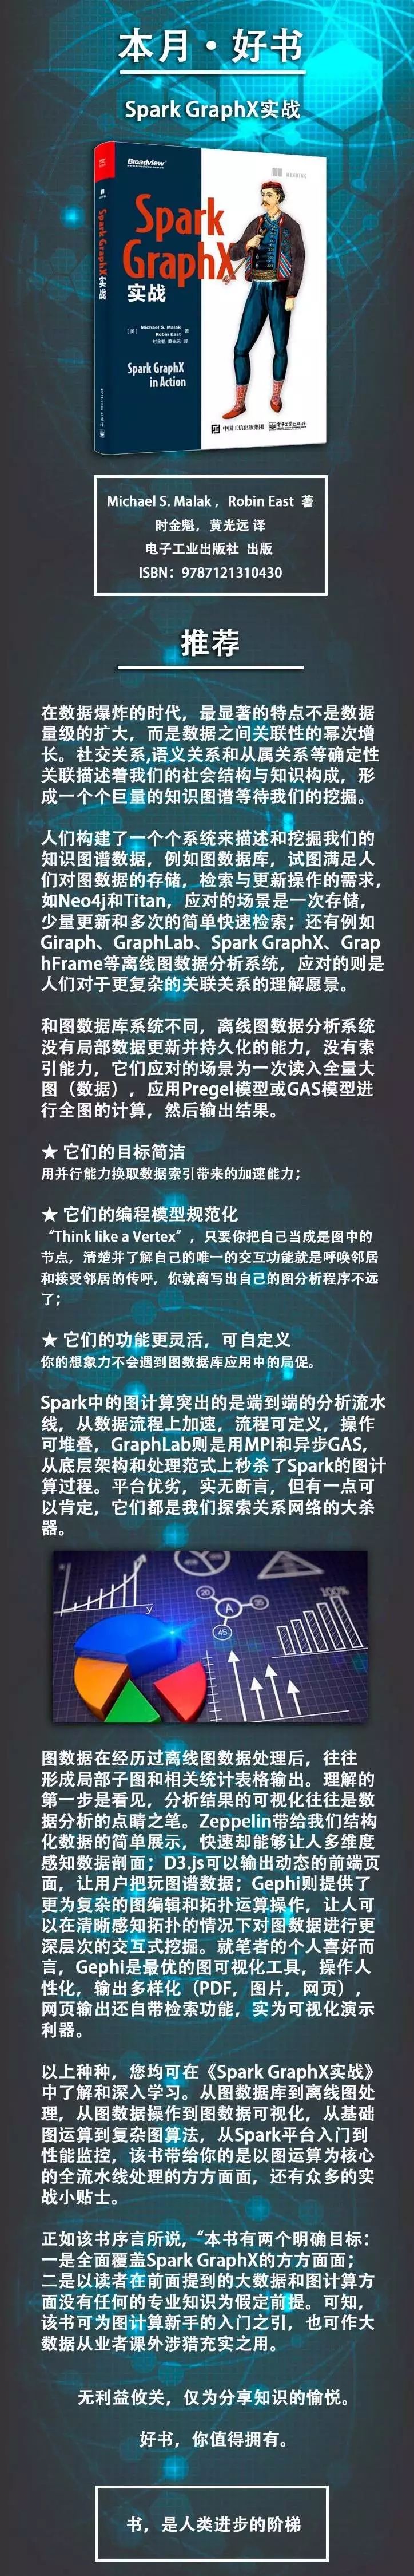 本月·好书
Spark GraphX实战
Broadview
MANNING
Spark
GraphX
实战
[美] Michael S. Malak 著
Robin East
时金魁 黄光远 译
Spark GraphX
in Action
Spark GraphX实战
中国工信出版集团 电子工业出版社
Michael S. Malak ，Robin East 著
时金魁，黄光远 译
电子工业出版社 出版
ISBN：9787121310430
推荐
在数据爆炸的时代，最显著的特点不是数据
量级的扩大，而是数据之间关联性的幂次增
长。社交关系,语义关系和从属关系等确定性
关联描述着我们的社会结构与知识构成，形
成一个个巨量的知识图谱等待我们的挖掘。
人们构建了一个个系统来描述和挖掘我们的
知识图谱数据，例如图数据库，试图满足人
们对图数据的存储，检索与更新操作的需求，
如Neo4j和Titan，应对的场景是一次存储，
少量更新和多次的简单快速检索；还有例如
Giraph、GraphLab、Spark GraphX、Grap
hFrame等离线图数据分析系统，应对的则是
人们对于更复杂的关联关系的理解愿景。
和图数据库系统不同，离线图数据分析系统
没有局部数据更新并持久化的能力，没有索
引能力，它们应对的场景为一次读入全量大
图（数据），应用Pregel模型或GAS模型进
行全图的计算，然后输出结果。
★ 它们的目标简洁
用并行能力换取数据索引带来的加速能力；
★ 它们的编程模型规范化
“Think like a Vertex”，只要你把自己当成是图中的
节点，清楚并了解自己的唯一的交互功能就是呼唤邻居
和接受邻居的传呼，你就离写出自己的图分析程序不远
了；
★ 它们的功能更灵活，可自定义
你的想象力不会遇到图数据库应用中的局促。
Spark中的图计算突出的是端到端的分析流水
线，从数据流程上加速，流程可定义，操作
可堆叠，GraphLab则是用MPI和异步GAS，
从底层架构和处理范式上秒杀了Spark的图计
算过程。平台优劣，实无断言，但有一点可
以肯定，它们都是我们探索关系网络的大杀
器。
y
20
A
35
45
100%
图数据在经历过离线图数据处理后，往往
形成局部子图和相关统计表格输出。理解的
第一步是看见，分析结果的可视化往往是数
据分析的点睛之笔。Zeppelin带给我们结构
化数据的简单展示，快速却能够让人多维度
感知数据剖面；D3.js可以输出动态的前端页
面，让用户把玩图谱数据；Gephi则提供了
更为复杂的图编辑和拓扑运算操作，让人可
以在清晰感知拓扑的情况下对图数据进行更
深层次的交互式挖掘。就笔者的个人喜好而
言，Gephi是最优的图可视化工具，操作人
性化，输出多样化（PDF，图片，网页），
网页输出还自带检索功能，实为可视化演示
利器。
以上种种，您均可在《Spark GraphX实战》
中了解和深入学习。从图数据库到离线图处
理，从图数据操作到图数据可视化，从基础
图运算到复杂图算法，从Spark平台入门到
性能监控，该书带给你的是以图运算为核心
的全流水线处理的方方面面，还有众多的实
战小贴士。
正如该书序言所说，“本书有两个明确目标：
一是全面覆盖Spark GraphX的方方面面；
二是以读者在前面提到的大数据和图计算方
面没有任何的专业知识为假定前提。可知，
该书可为图计算新手的入门之引，也可作大
数据从业者课外涉猎充实之用。
无利益攸关，仅为分享知识的愉悦。
好书，你值得拥有。
书，是人类进步的阶梯